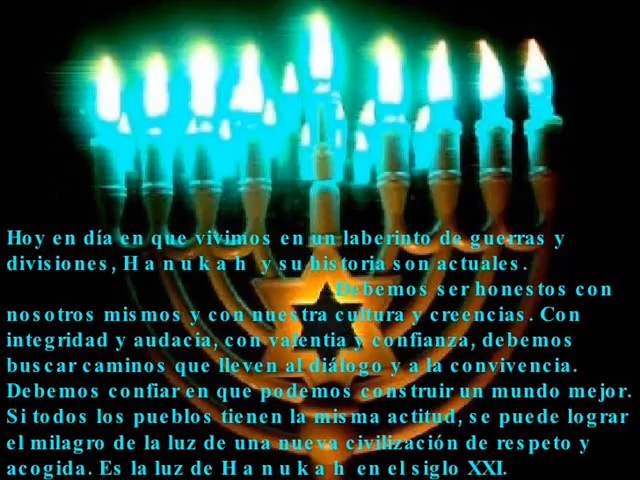 Hoy en día en que vivimos en un laberinto de guerras y
divisiones, H a n u k a h y su historia son actuales.
Debemos ser honestos con
nosotros mismos y con nuestra cultura y creencias. Con
integridad y audacia, con valentia y confianza, debemos
buscar caminos que lleven al diálogo y a la convivencia.
Debemos confiar en que podemos construir un mundo mejor.
Si todos los pueblos tienen la misma actitud, se puede lograr
el milagro de la luz de una nueva civilización de respeto y
acogida. Es la luz de H a n u k a h en el siglo XXI.